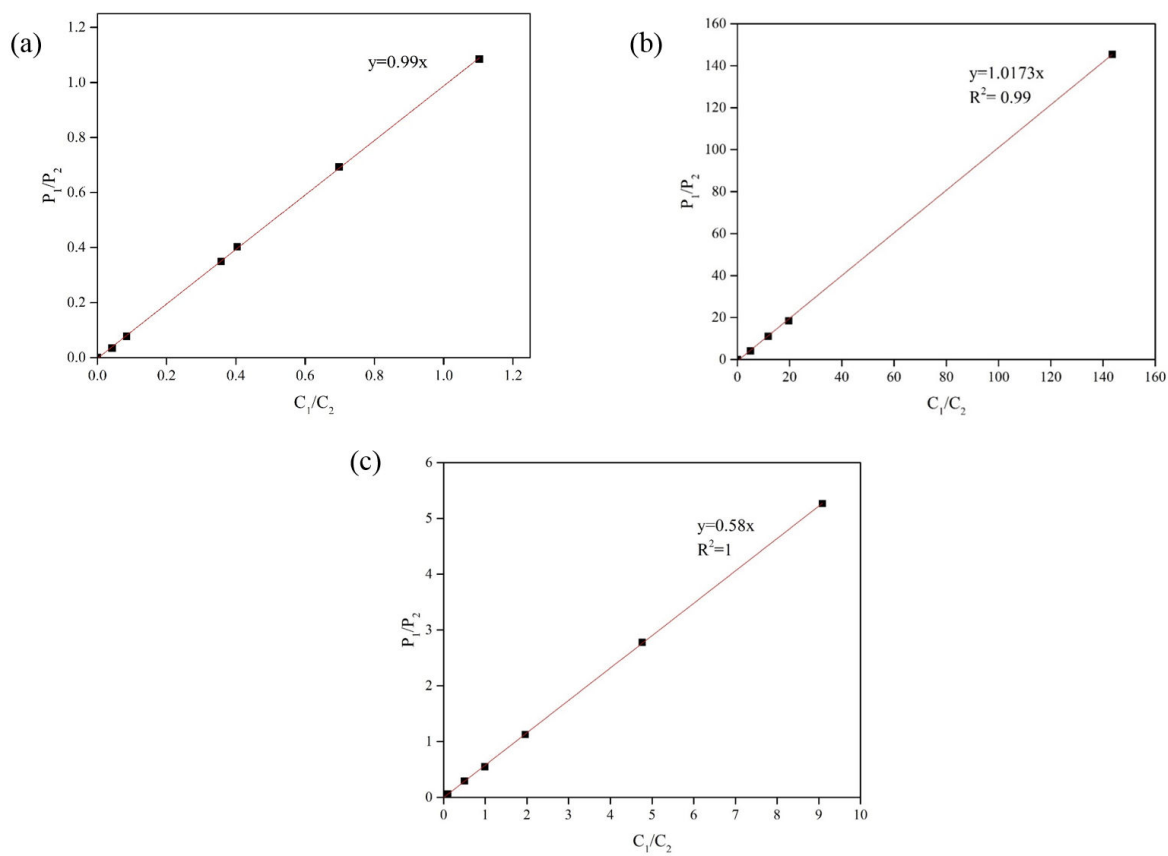 (a)
y=0.99x
P₁/P₂
1.2
1.0
0.8
0.6
0.4
0.2
0.0
0.0 0.2 0.4 0.6 0.8 1.0 1.2
C₁/C₂
(b)
y=1.0173x
R²= 0.99
P₁/P₂
160
140
120
100
80
60
40
20
0
0 20 40 60 80 100 120 140 160
C₁/C₂
(c)
y=0.58x
R²=1
P₁/P₂
6
5
4
3
2
1
0
0 1 2 3 4 5 6 7 8 9 10
C₁/C₂